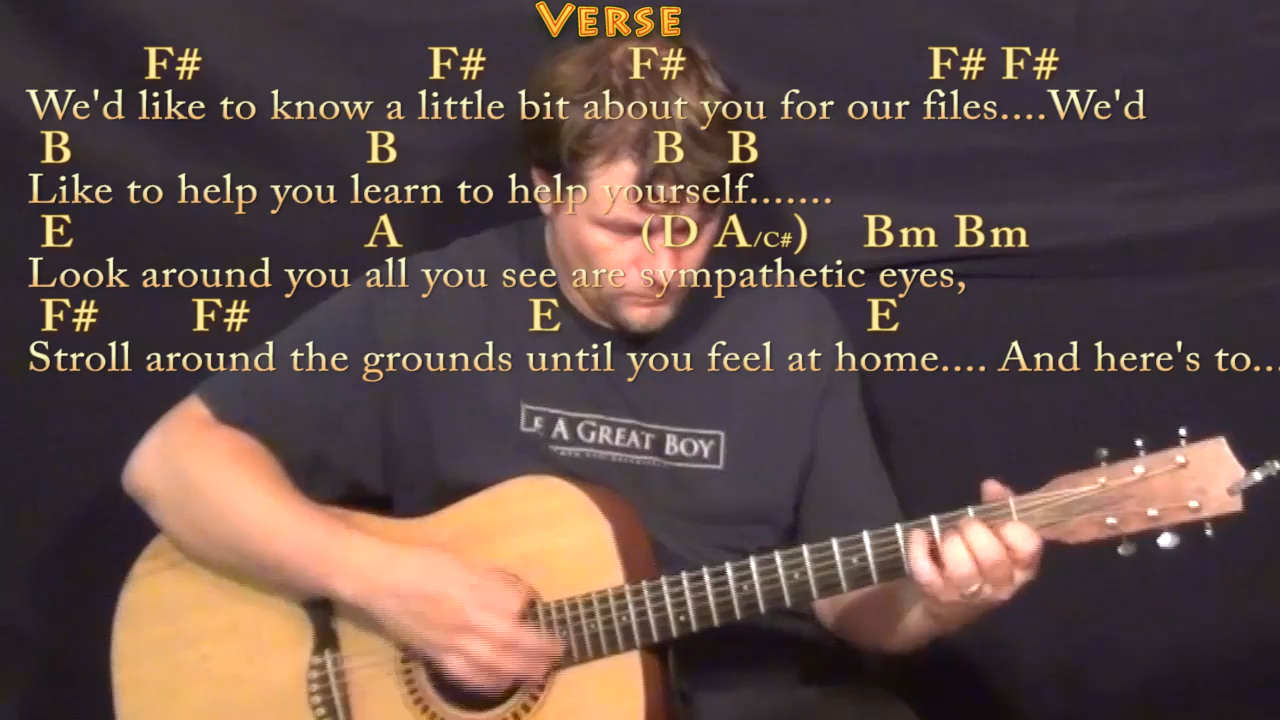 VERSE
F# F# F# F# F#
We'd like to know a little bit about you for our files....We'd
B B B B
Like to help you learn to help yourself.......
E A (D A/C#) Bm Bm
Look around you all you see are sympathetic eyes,
F# F# E E
Stroll around the grounds until you feel at home.... And here's to...
A GREAT BOY